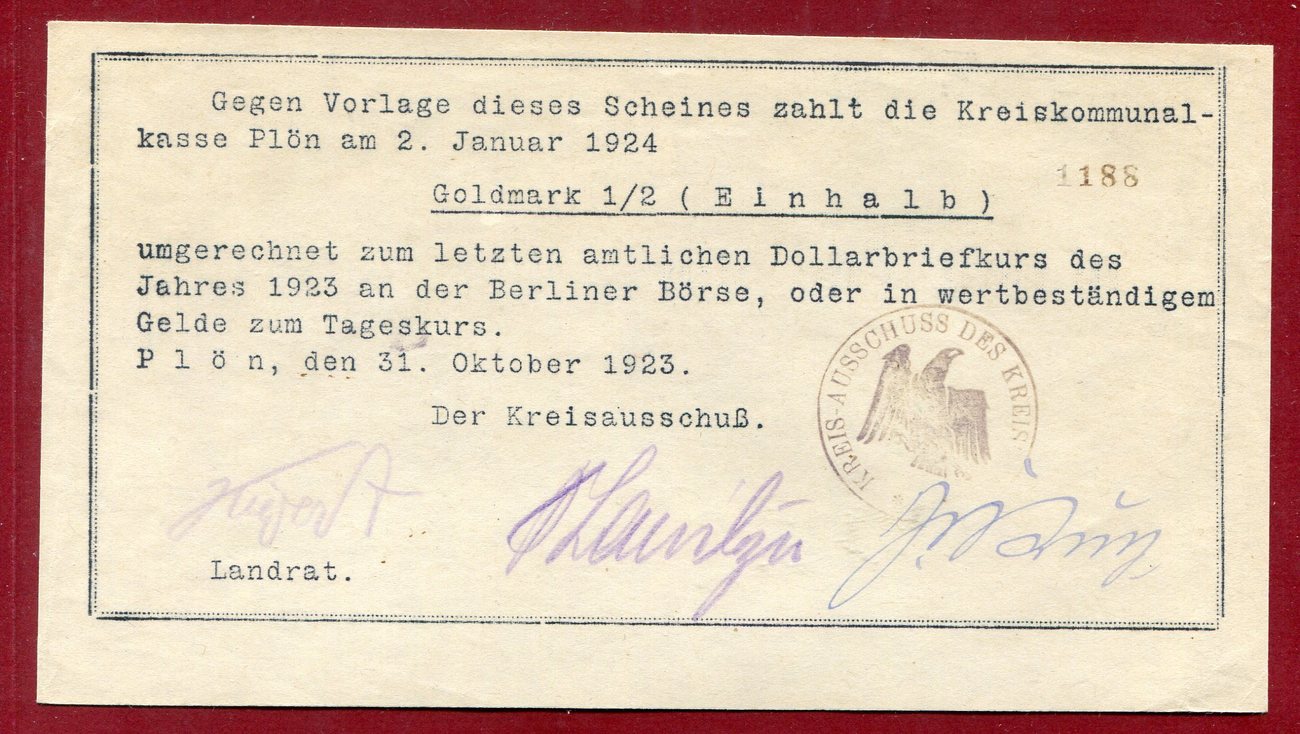 Gegen Vorlage dieses Scheines zahlt die Kreiskommunal-
kasse Plön am 2. Januar 1924
1188
Goldmark 1/2 ( E i n h a l b )
umgerechnet zum letzten amtlichen Dollarbriefkurs des
Jahres 1923 an der Berliner Börse, oder in wertbeständigem
Gelde zum Tageskurs.
P l ö n, den 31. Oktober 1923.
Der Kreisausschuß.
KREIS-AUSSCHUSS DES KREIS
Landrat.